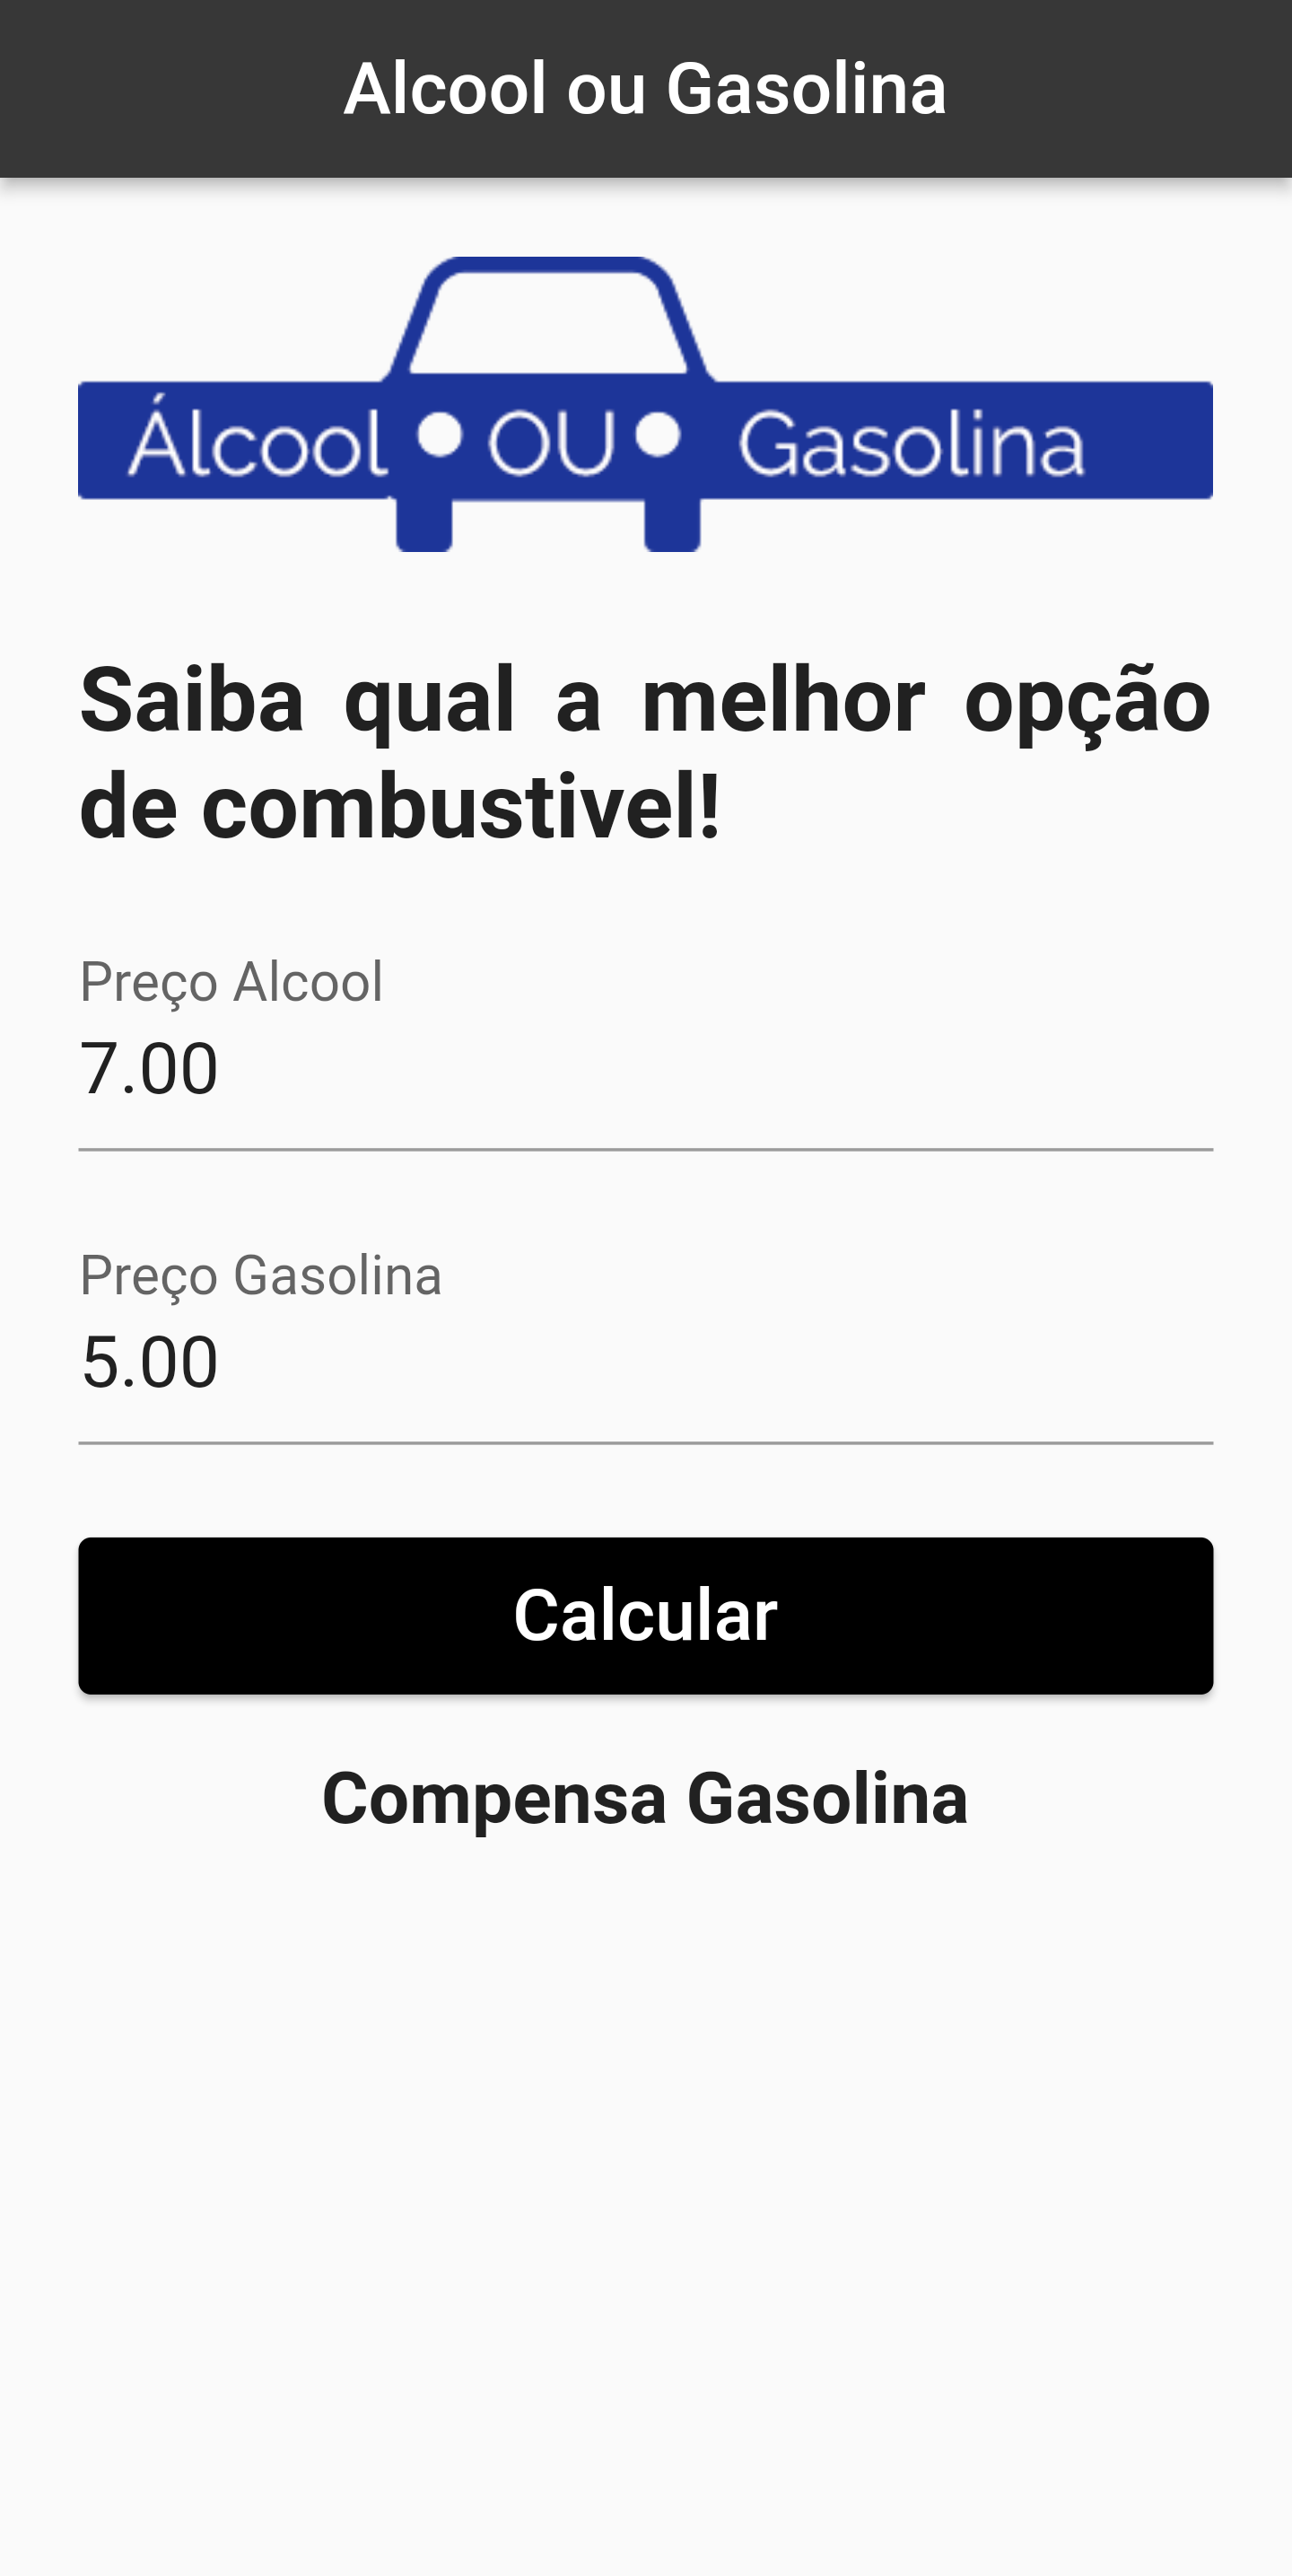 Alcool ou Gasolina
Álcool OU Gasolina
Saiba qual a melhor opção
de combustivel!
Preço Alcool
7.00
Preço Gasolina
5.00
Calcular
Compensa Gasolina